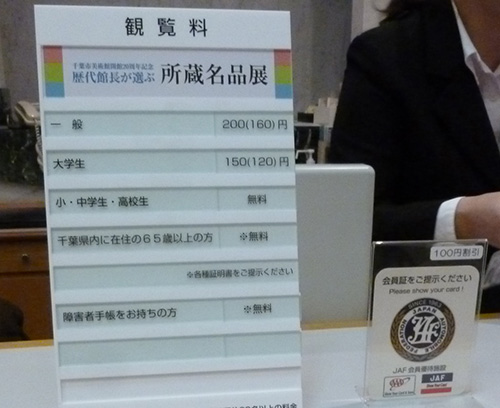 観覧料
千葉市美術館開館20周年記念
歴代館長が選ぶ 所蔵名品展
一 般 200(160)円
大学生 150(120)円
小・中学生・高校生 無料
千葉県内に在住の65歳以上の方 ※無料
※各種証明書をご提示ください
障害者手帳をお持ちの方 ※無料
100円割引
会員証をご提示ください
Please show your card!
SINCE 1963
JAPAN AUTOMOBILE FEDERATION
JAF 会員優待施設
JAF